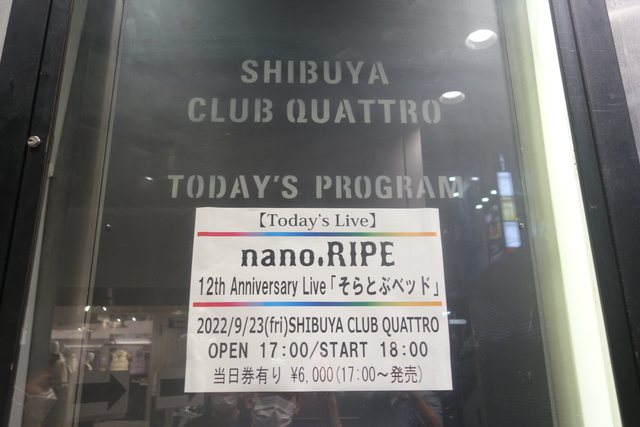 SHIBUYA
CLUB QUATTRO
TODAY'S PROGRAM
【Today's Live】
nano.RIPE
12th Anniversary Live「そらとぶベッド」
2022/9/23(fri)SHIBUYA CLUB QUATTRO
OPEN 17:00/START 18:00
当日券有り ¥6,000(17:00〜発売)